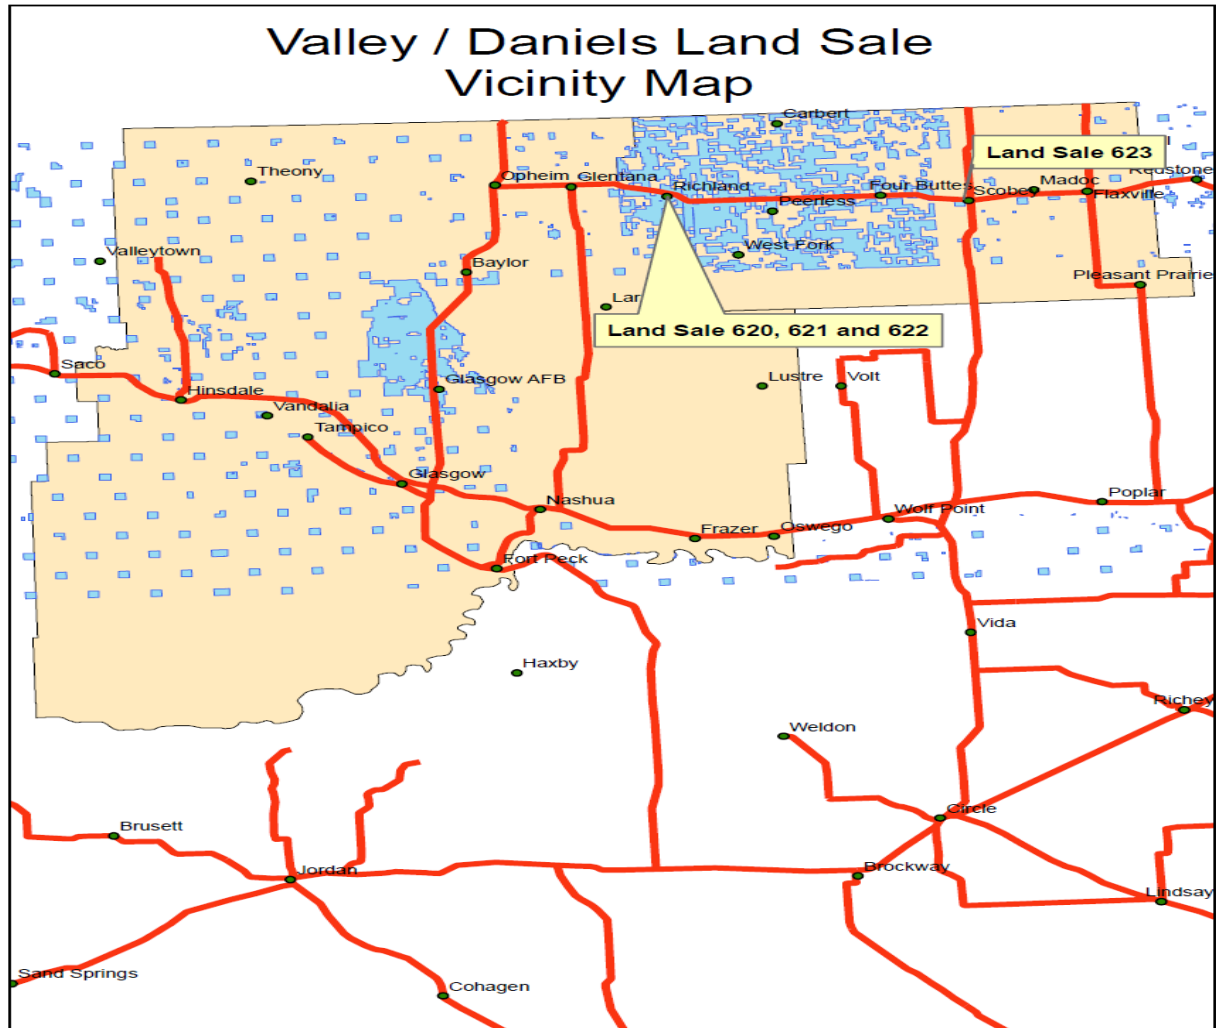 Valley / Daniels Land Sale
Vicinity Map
Carbert
Land Sale 623
Theony
Opheim
Glentana
Richland
Four Buttes
Scobey
Madoc
Redstone
Flaxville
Peerless
Valleytown
West Fork
Baylor
Pleasant Prairie
Lar
Land Sale 620, 621 and 622
Saco
Hinsdale
Glasgow AFB
Lustre
Volt
Vandalia
Tampico
Glasgow
Nashua
Poplar
Wolf Point
Frazer
Oswego
Fort Peck
Vida
Haxby
Richey
Weldon
Circle
Brusett
Jordan
Brockway
Lindsay
Sand Springs
Cohagen